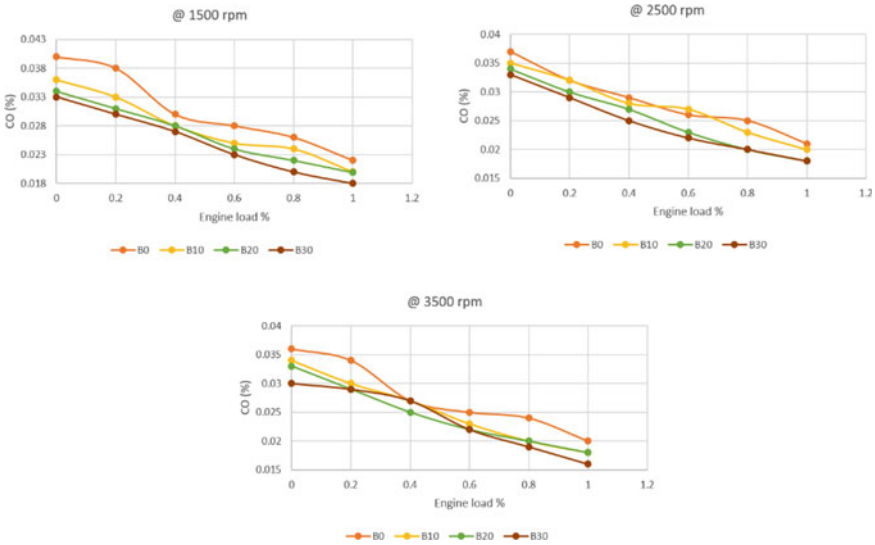 @ 1500 rpm
0.043
0.038
0.033
0.028
0.023
0.018
CO (%)
0 0.2 0.4 0.6 0.8 1 1.2
Engine load %
B0 B10 B20 B30
@ 2500 rpm
0.04
0.035
0.03
0.025
0.02
0.015
CO (%)
0 0.2 0.4 0.6 0.8 1 1.2
Engine load %
B0 B10 B20 B30
@ 3500 rpm
0.04
0.035
0.03
0.025
0.02
0.015
CO (%)
0 0.2 0.4 0.6 0.8 1 1.2
Engine load %
B0 B10 B20 B30